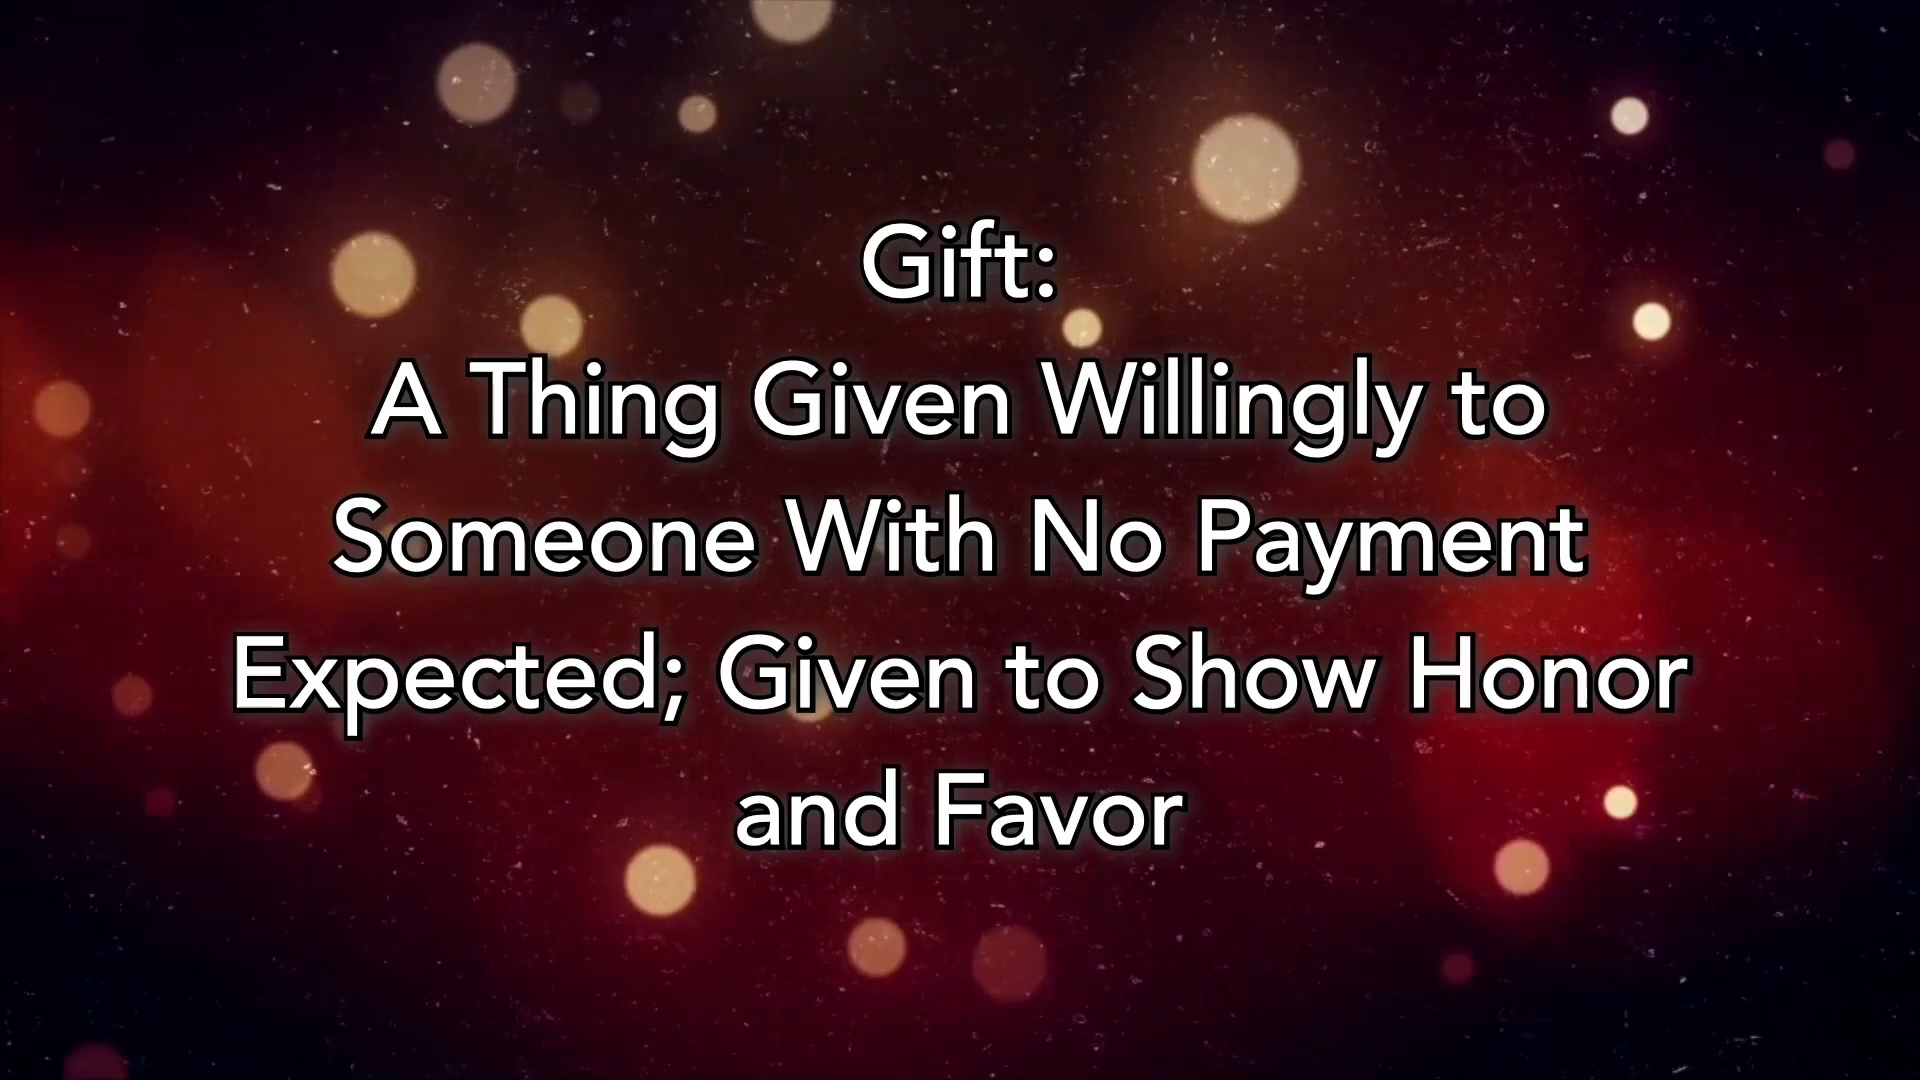 Gift:
A Thing Given Willingly to
Someone With No Payment
Expected; Given to Show Honor
and Favor